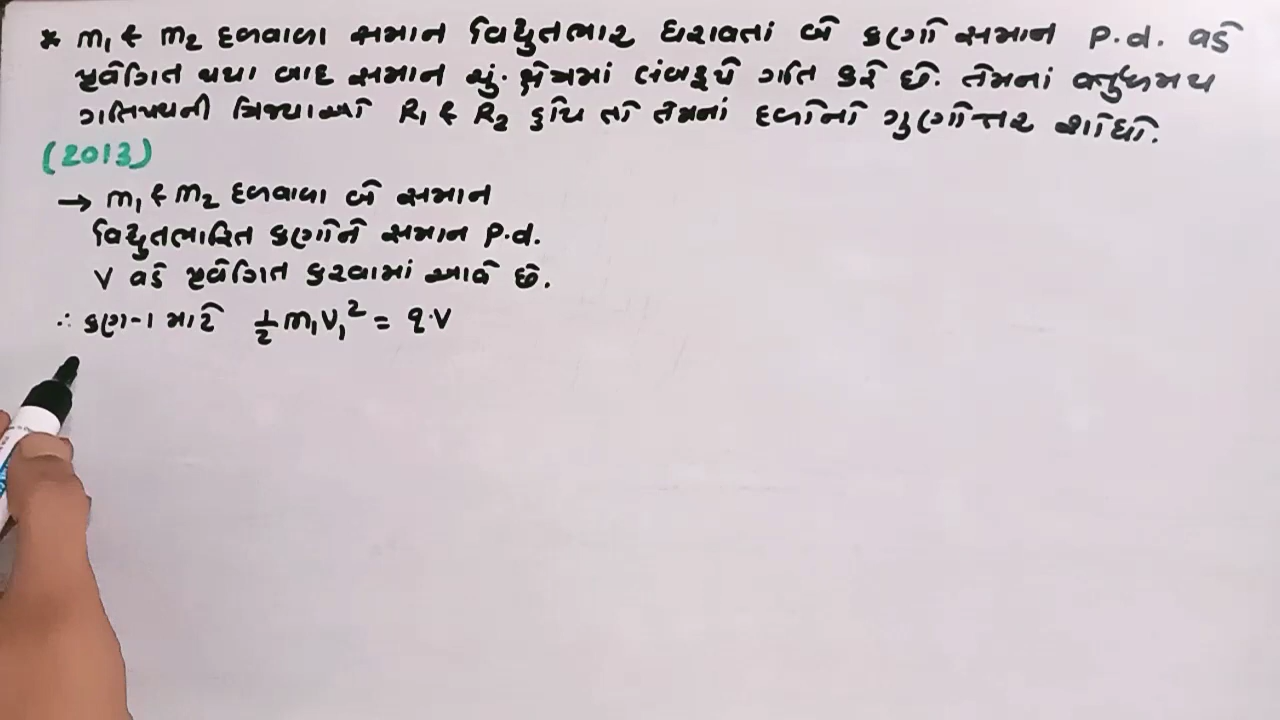 * m₁ & m₂ દળવાળા સમાન વિદ્યુતભાર ધરાવતાં બે કણો સમાન P.d. વડે
પ્રવેગિત થયા બાદ સમાન ચું. ક્ષેત્રમાં લંબરૂપે ગતિ કરે છે. તેમનાં વર્તુળમય
ગતિપથની ત્રિજ્યાઓ R₁ & R₂ હોય તો તેમનાં દળોનો ગુણોત્તર શોધો.
(2013)
→ m₁ & m₂ દળવાળા બે સમાન
વિદ્યુતભારિત કણોને સમાન P.d.
V વડે પ્રવેગિત કરવામાં આવે છે.
∴ કણ-1 માટે ½ m₁v₁² = q·V